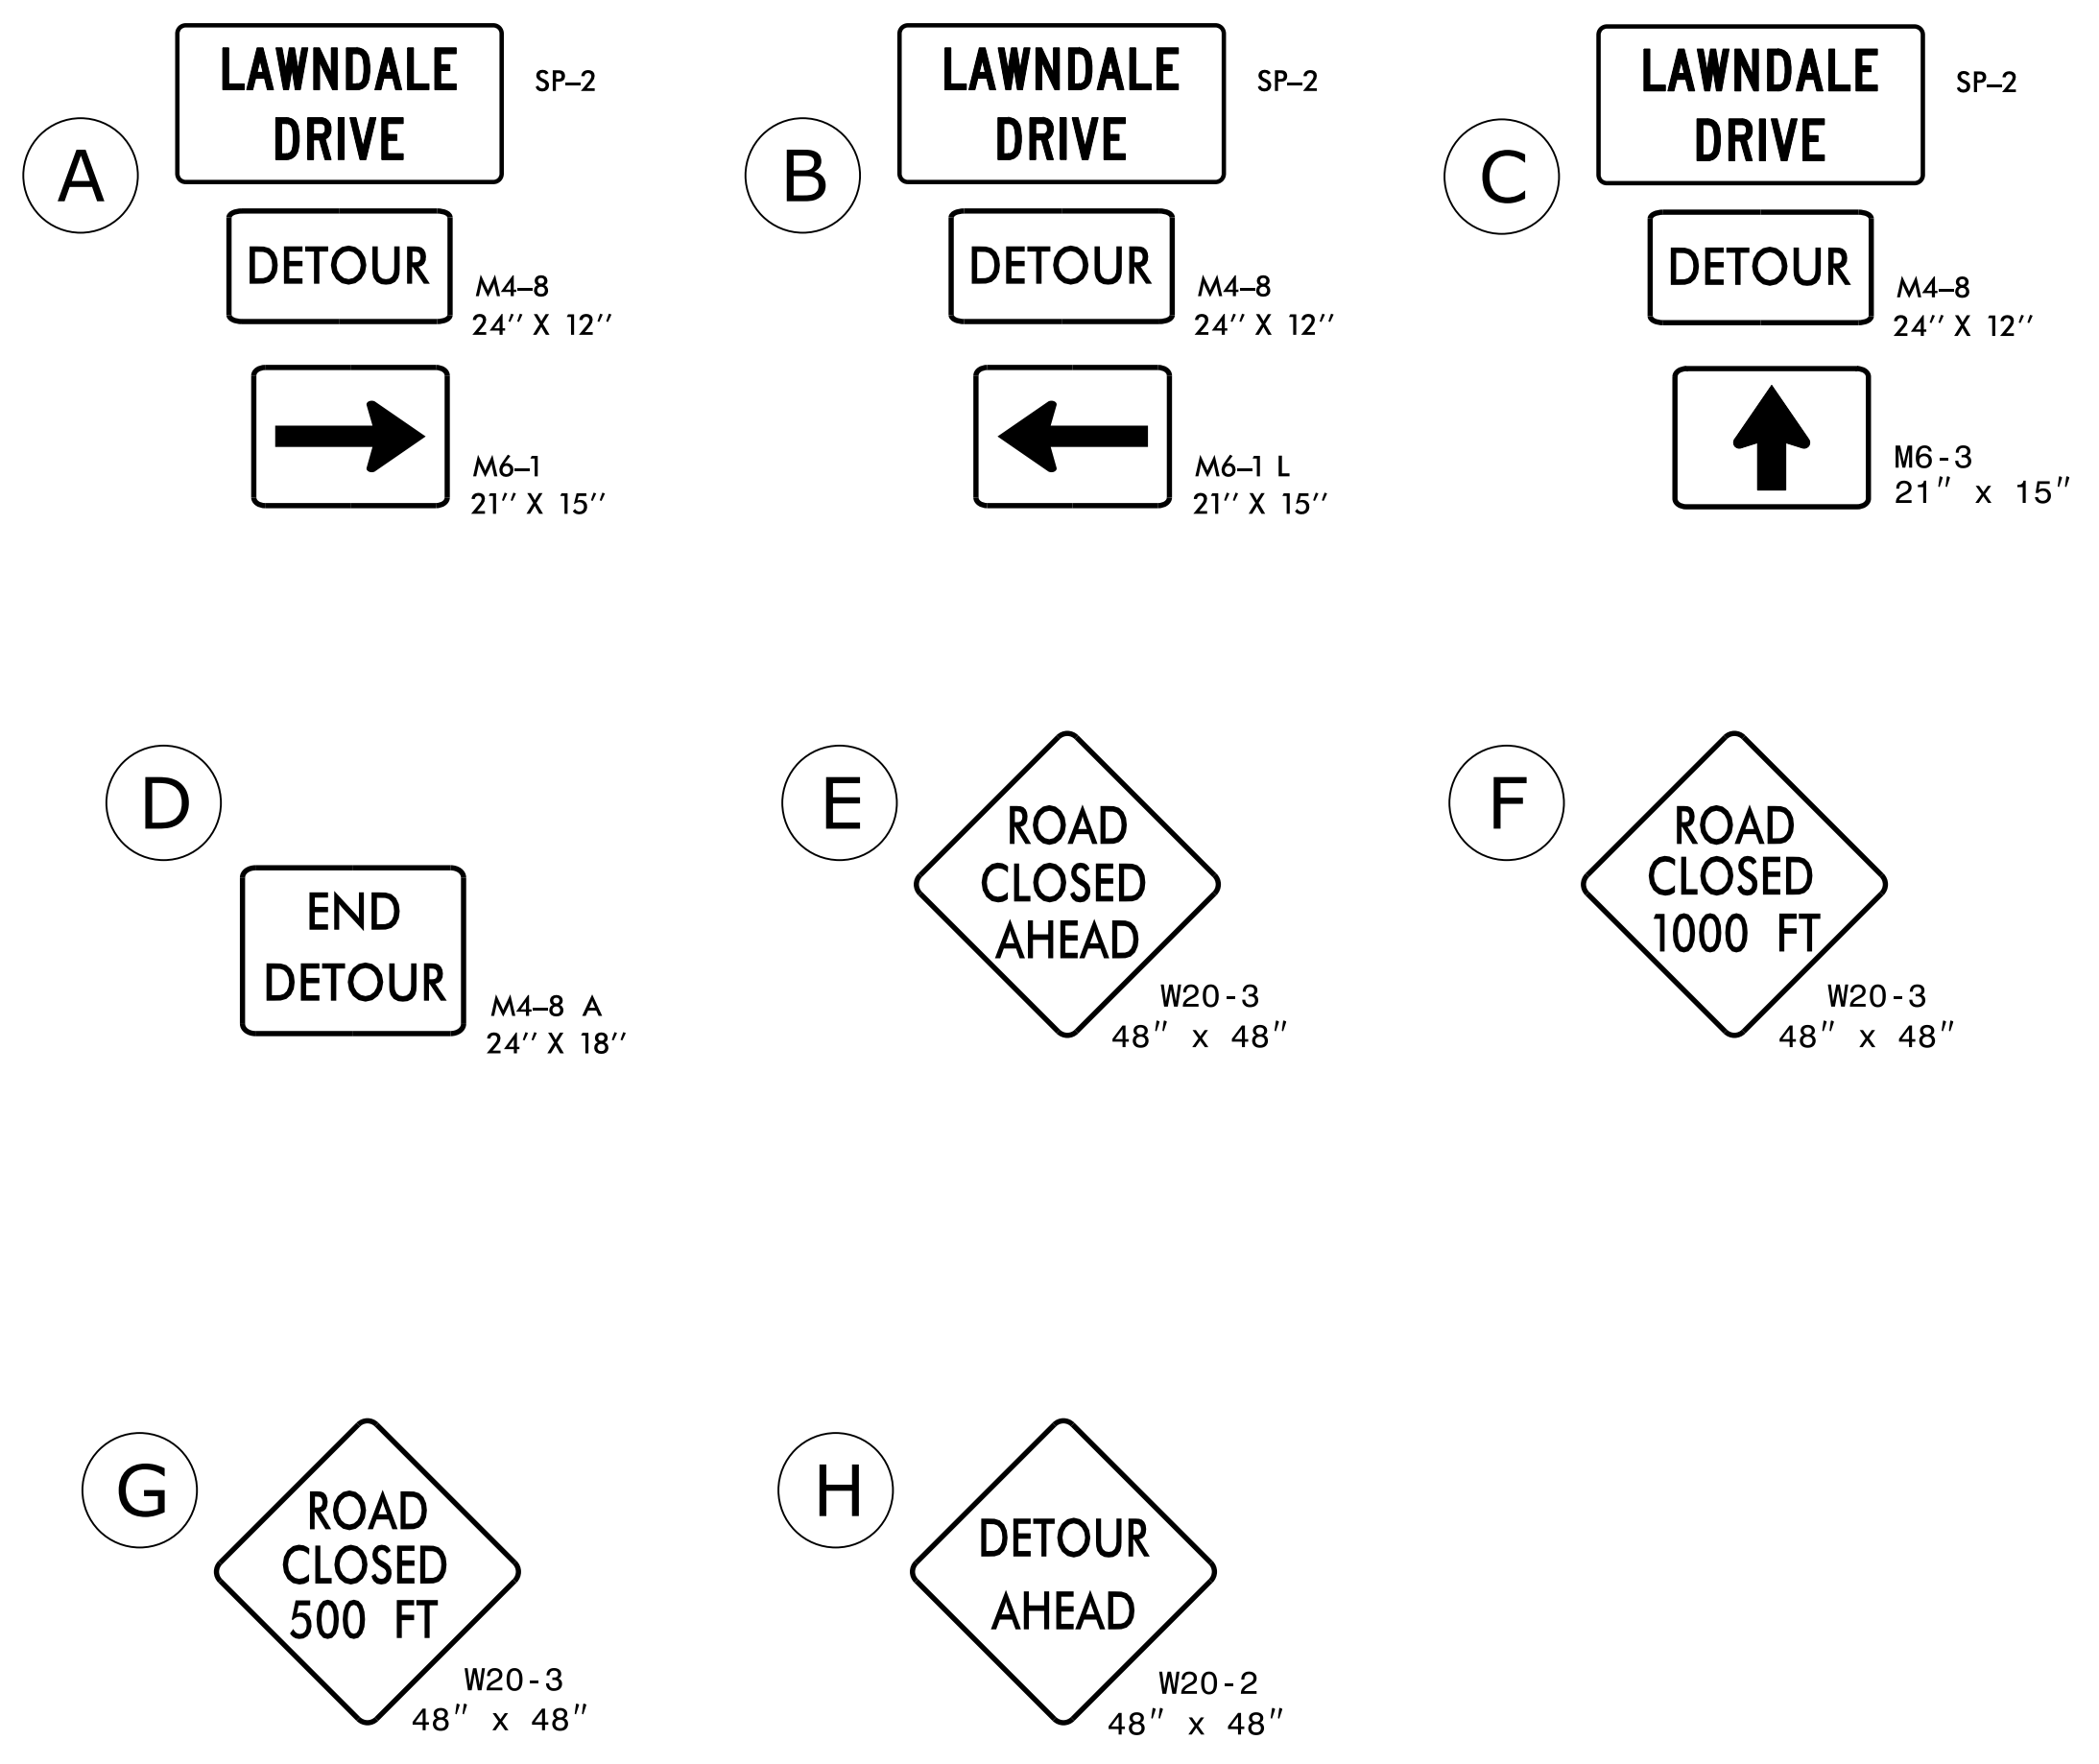 A
LAWNDALE
DRIVE
SP–2
DETOUR
M4–8
24'' X 12''
M6–1
21'' X 15''
B
LAWNDALE
DRIVE
SP–2
DETOUR
M4–8
24'' X 12''
M6–1 L
21'' X 15''
C
LAWNDALE
DRIVE
SP–2
DETOUR
M4–8
24'' X 12''
M6-3
21" x 15"
D
END
DETOUR
M4–8 A
24'' X 18''
E
ROAD
CLOSED
AHEAD
W20-3
48" x 48"
F
ROAD
CLOSED
1000 FT
W20-3
48" x 48"
G
ROAD
CLOSED
500 FT
W20-3
48" x 48"
H
DETOUR
AHEAD
W20-2
48" x 48"